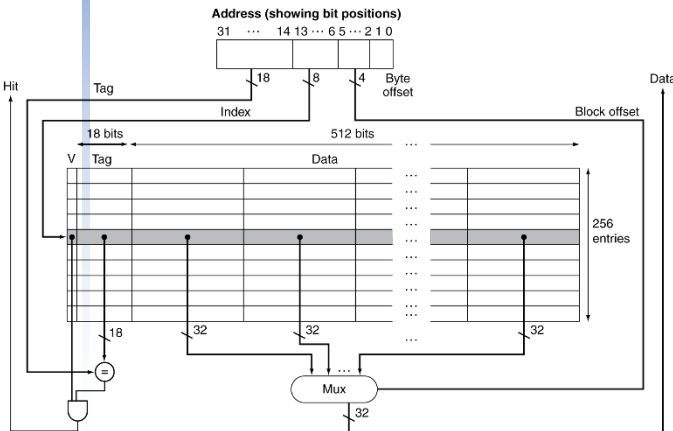 Address (showing bit positions)
31 ··· 14 13 ··· 6 5 ··· 2 1 0
18 8 4 Byte offset
Hit
Tag
Data
Index
Block offset
18 bits
512 bits
···
V Tag Data
···
···
···
···
···
···
···
···
···
256 entries
18
32
32
32
···
=
···
Mux
32